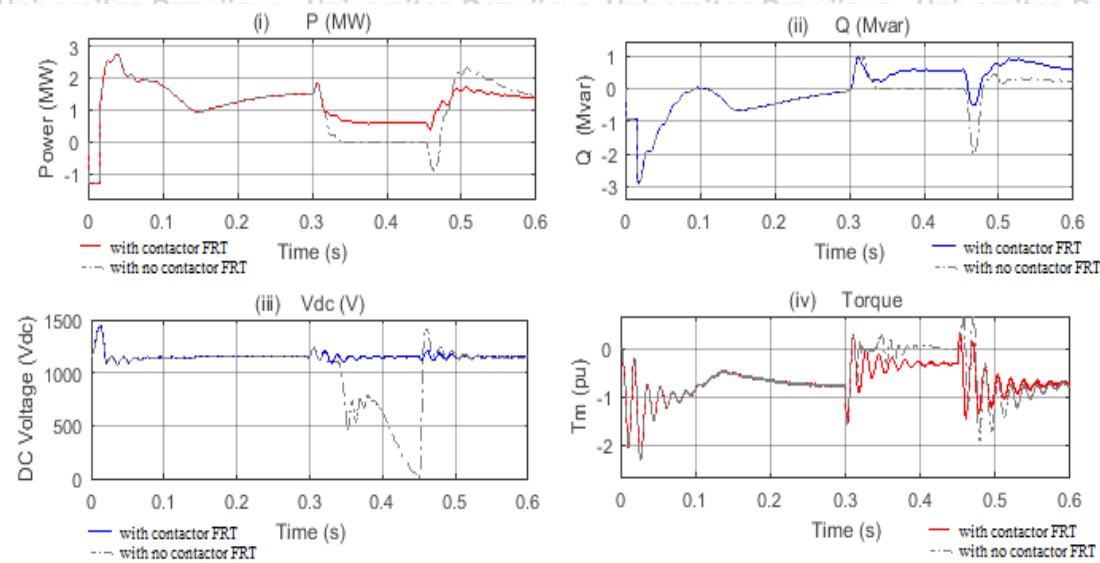 (i) P (MW)
Power (MW)
3
2
1
0
-1
0 0.1 0.2 0.3 0.4 0.5 0.6
Time (s)
with contactor FRT
with no contactor FRT
(ii) Q (Mvar)
Q (Mvar)
1
0
-1
-2
-3
0 0.1 0.2 0.3 0.4 0.5 0.6
Time (s)
with contactor FRT
with no contactor FRT
(iii) Vdc (V)
DC Voltage (Vdc)
1500
1000
500
0
0 0.1 0.2 0.3 0.4 0.5 0.6
Time (s)
with contactor FRT
with no contactor FRT
(iv) Torque
Tm (pu)
0
-1
-2
0 0.1 0.2 0.3 0.4 0.5 0.6
Time (s)
with contactor FRT
with no contactor FRT